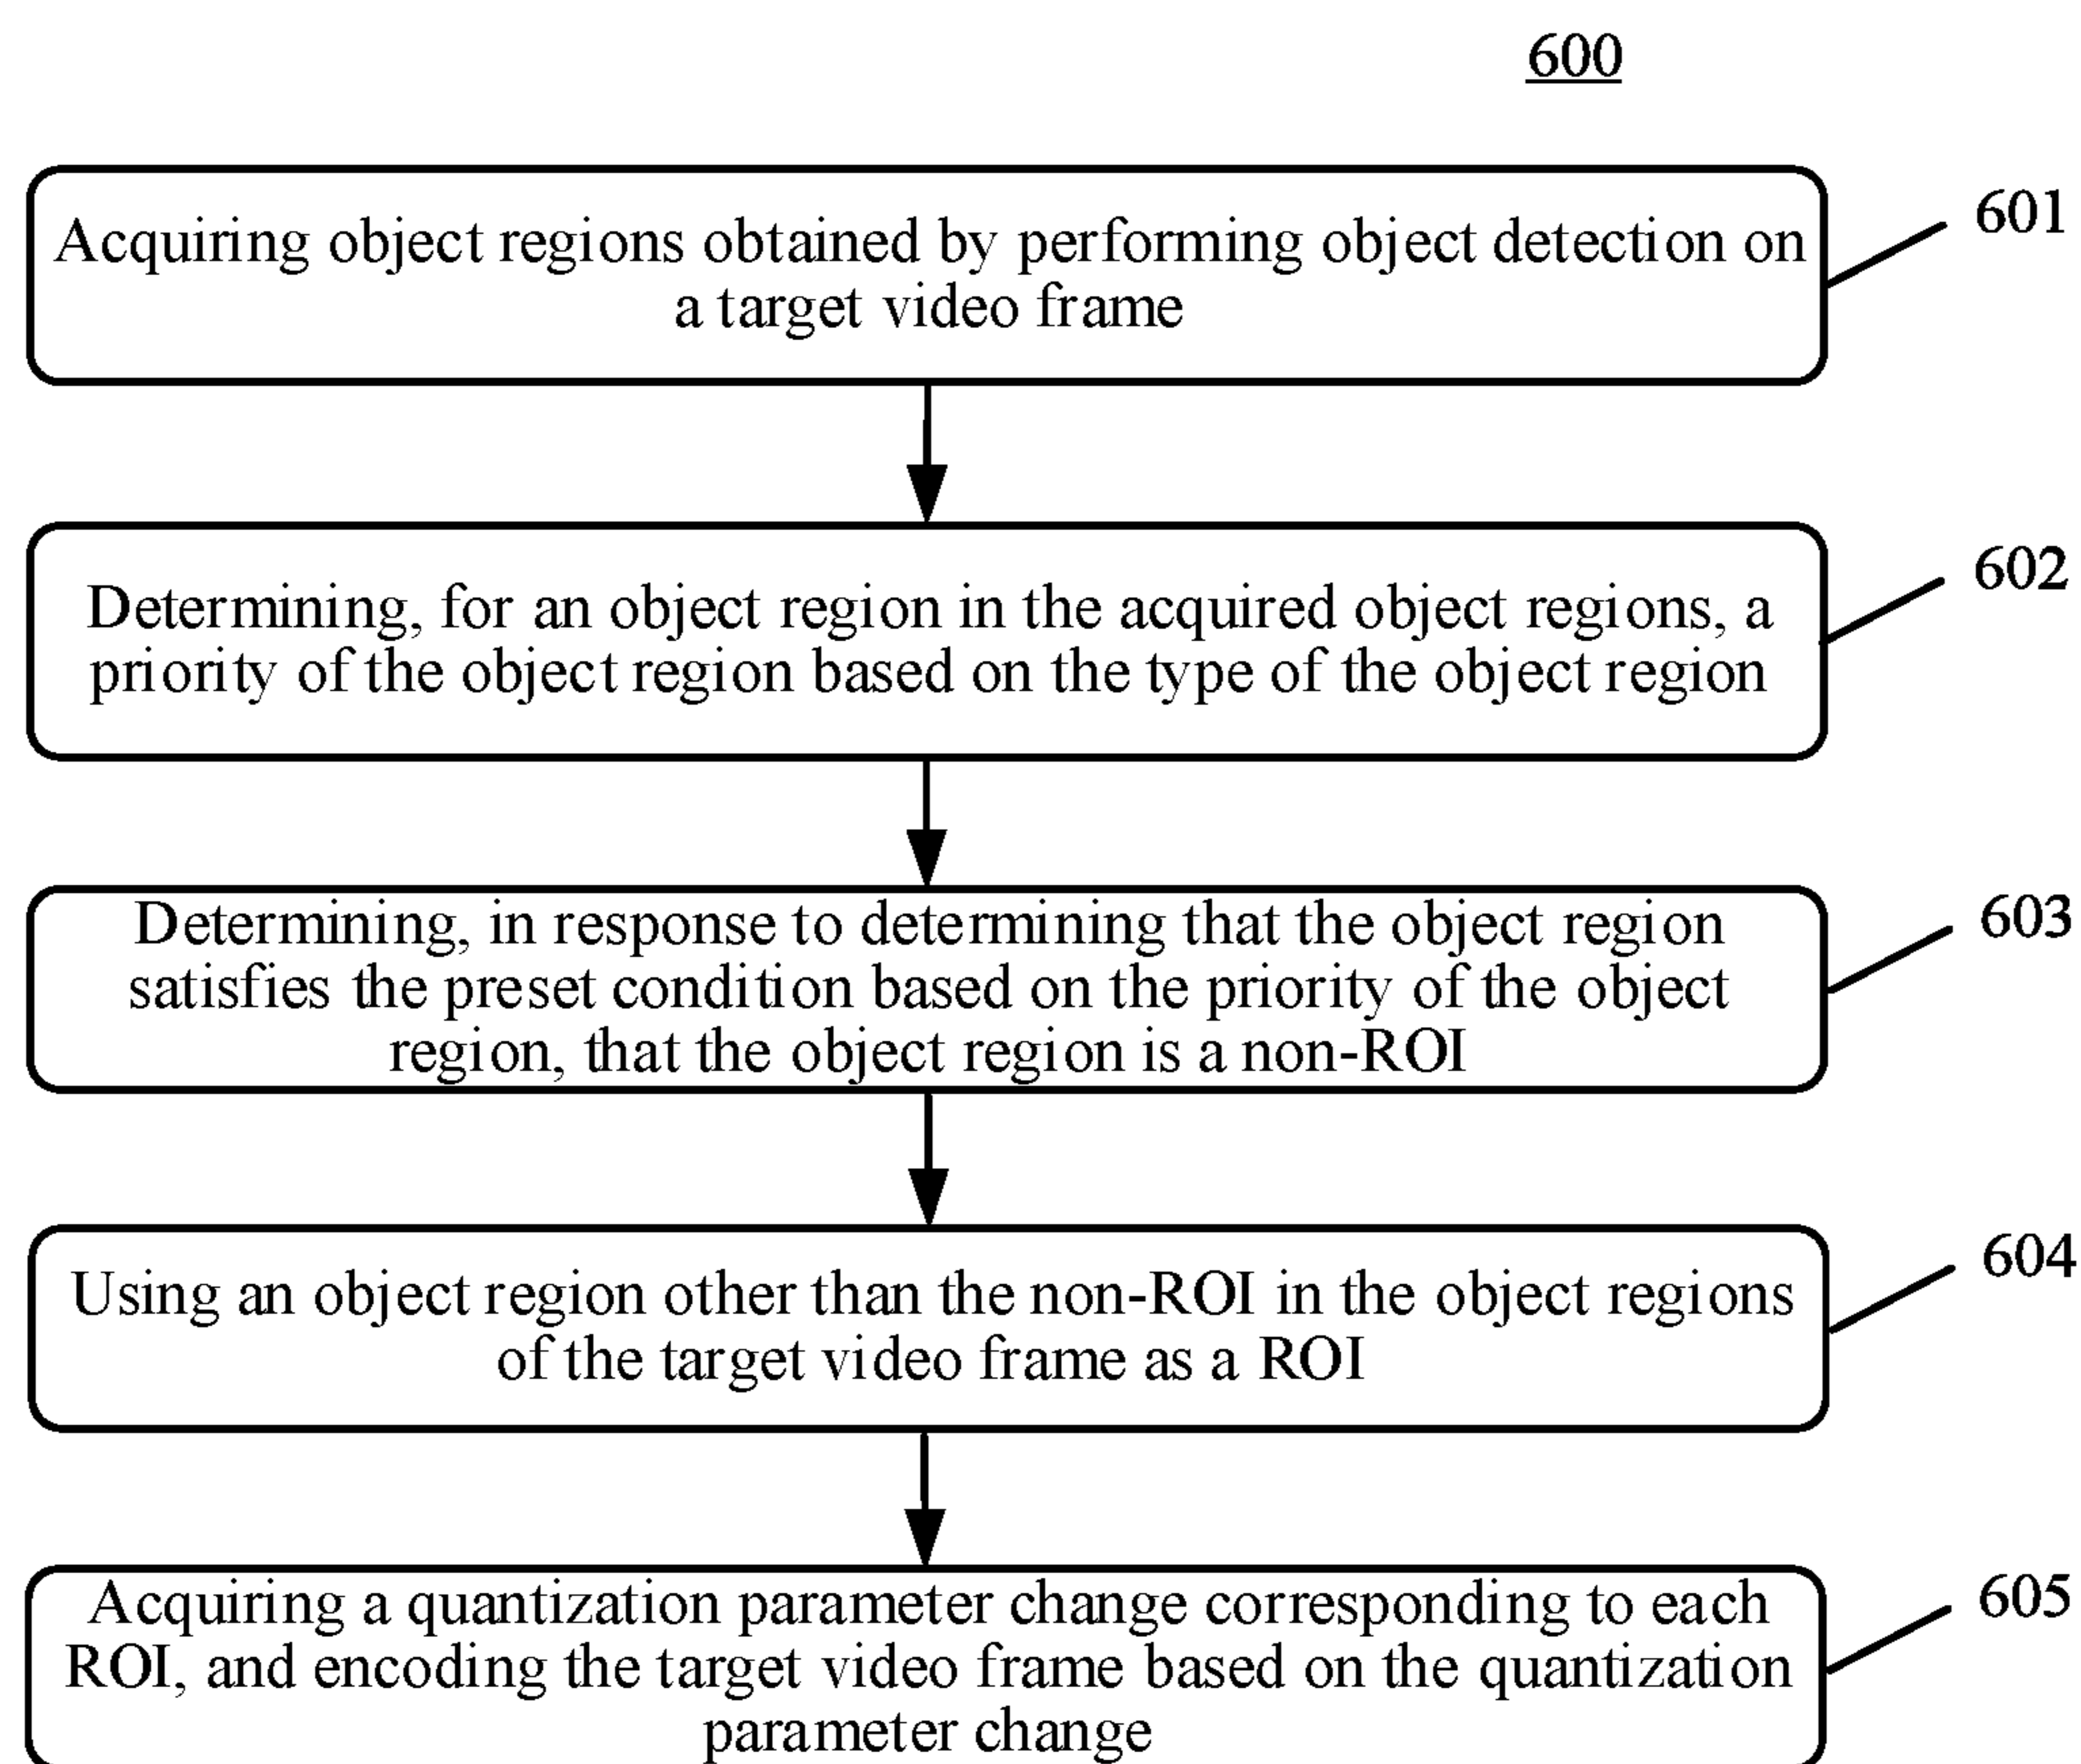 600
Acquiring object regions obtained by performing object detection on
a target video frame
601
Determining, for an object region in the acquired object regions, a
priority of the object region based on the type of the object region
602
Determining, in response to determining that the object region
satisfies the preset condition based on the priority of the object
region, that the object region is a non-ROI
603
Using an object region other than the non-ROI in the object regions
of the target video frame as a ROI
604
Acquiring a quantization parameter change corresponding to each
ROI, and encoding the target video frame based on the quantization
parameter change
605